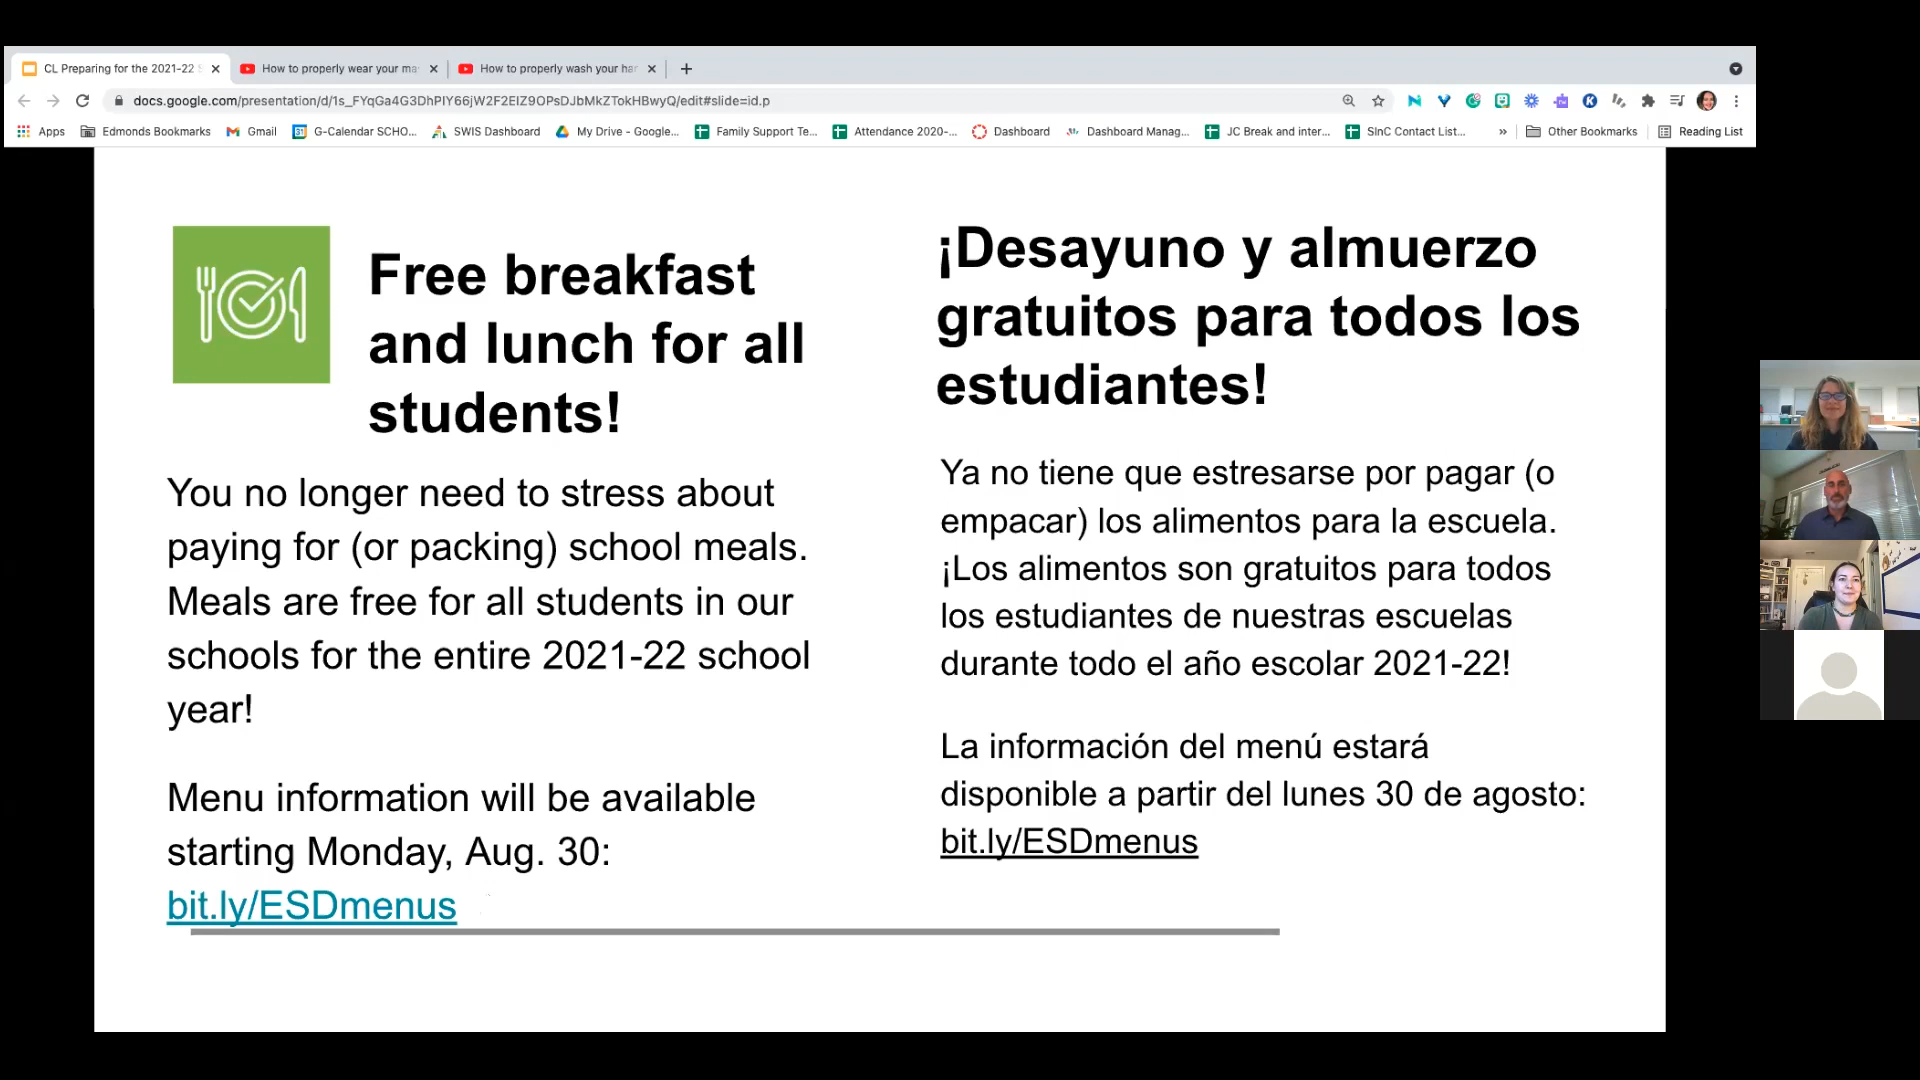 CL Preparing for the 2021-22 S
How to properly wear your ma
How to properly wash your har
docs.google.com/presentation/d/1s_FYqGa4G3DhPIY66jW2F2EIZ9OPsDJbMkZTokHBwyQ/edit#slide=id.p
Apps
Edmonds Bookmarks
Gmail
G-Calendar SCHO...
SWIS Dashboard
My Drive - Google...
Family Support Te...
Attendance 2020-...
Dashboard
Dashboard Manag...
JC Break and inter...
SInC Contact List...
»
Other Bookmarks
Reading List
Free breakfast
and lunch for all
students!
You no longer need to stress about
paying for (or packing) school meals.
Meals are free for all students in our
schools for the entire 2021-22 school
year!
Menu information will be available
starting Monday, Aug. 30:
bit.ly/ESDmenus
¡Desayuno y almuerzo
gratuitos para todos los
estudiantes!
Ya no tiene que estresarse por pagar (o
empacar) los alimentos para la escuela.
¡Los alimentos son gratuitos para todos
los estudiantes de nuestras escuelas
durante todo el año escolar 2021-22!
La información del menú estará
disponible a partir del lunes 30 de agosto:
bit.ly/ESDmenus